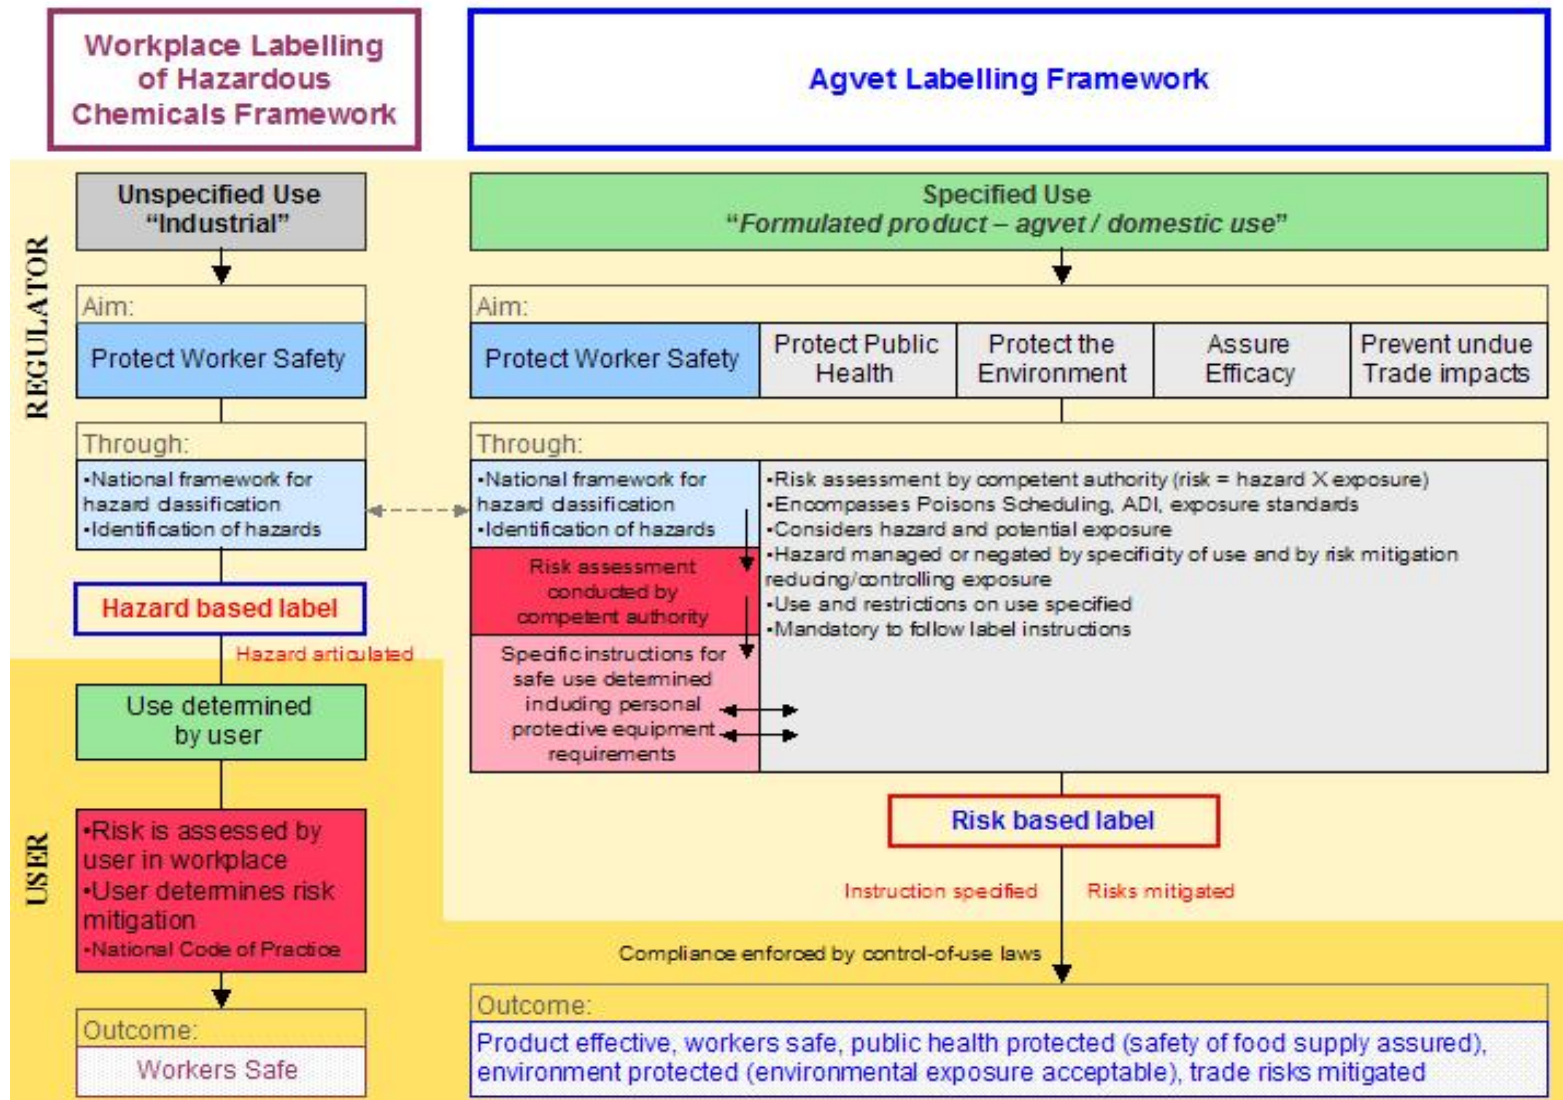 Workplace Labelling
of Hazardous
Chemicals Framework
Agvet Labelling Framework
REGULATOR
Unspecified Use
“Industrial”
Aim:
Protect Worker Safety
Through:
•National framework for
hazard classification
•Identification of hazards
Hazard based label
Hazard articulated
USER
Use determined
by user
•Risk is assessed by
user in workplace
•User determines risk
mitigation
•National Code of Practice
Outcome:
Workers Safe
Specified Use
“Formulated product – agvet / domestic use”
Aim:
Protect Worker Safety
Protect Public
Health
Protect the
Environment
Assure
Efficacy
Prevent undue
Trade impacts
Through:
•National framework for
hazard classification
•Identification of hazards
Risk assessment
conducted by
competent authority
Specific instructions for
safe use determined
including personal
protective equipment
requirements
•Risk assessment by competent authority (risk = hazard X exposure)
•Encompasses Poisons Scheduling, ADI, exposure standards
•Considers hazard and potential exposure
•Hazard managed or negated by specificity of use and by risk mitigation
reducing/controlling exposure
•Use and restrictions on use specified
•Mandatory to follow label instructions
Risk based label
Instruction specified
Risks mitigated
Compliance enforced by control-of-use laws
Outcome:
Product effective, workers safe, public health protected (safety of food supply assured),
environment protected (environmental exposure acceptable), trade risks mitigated